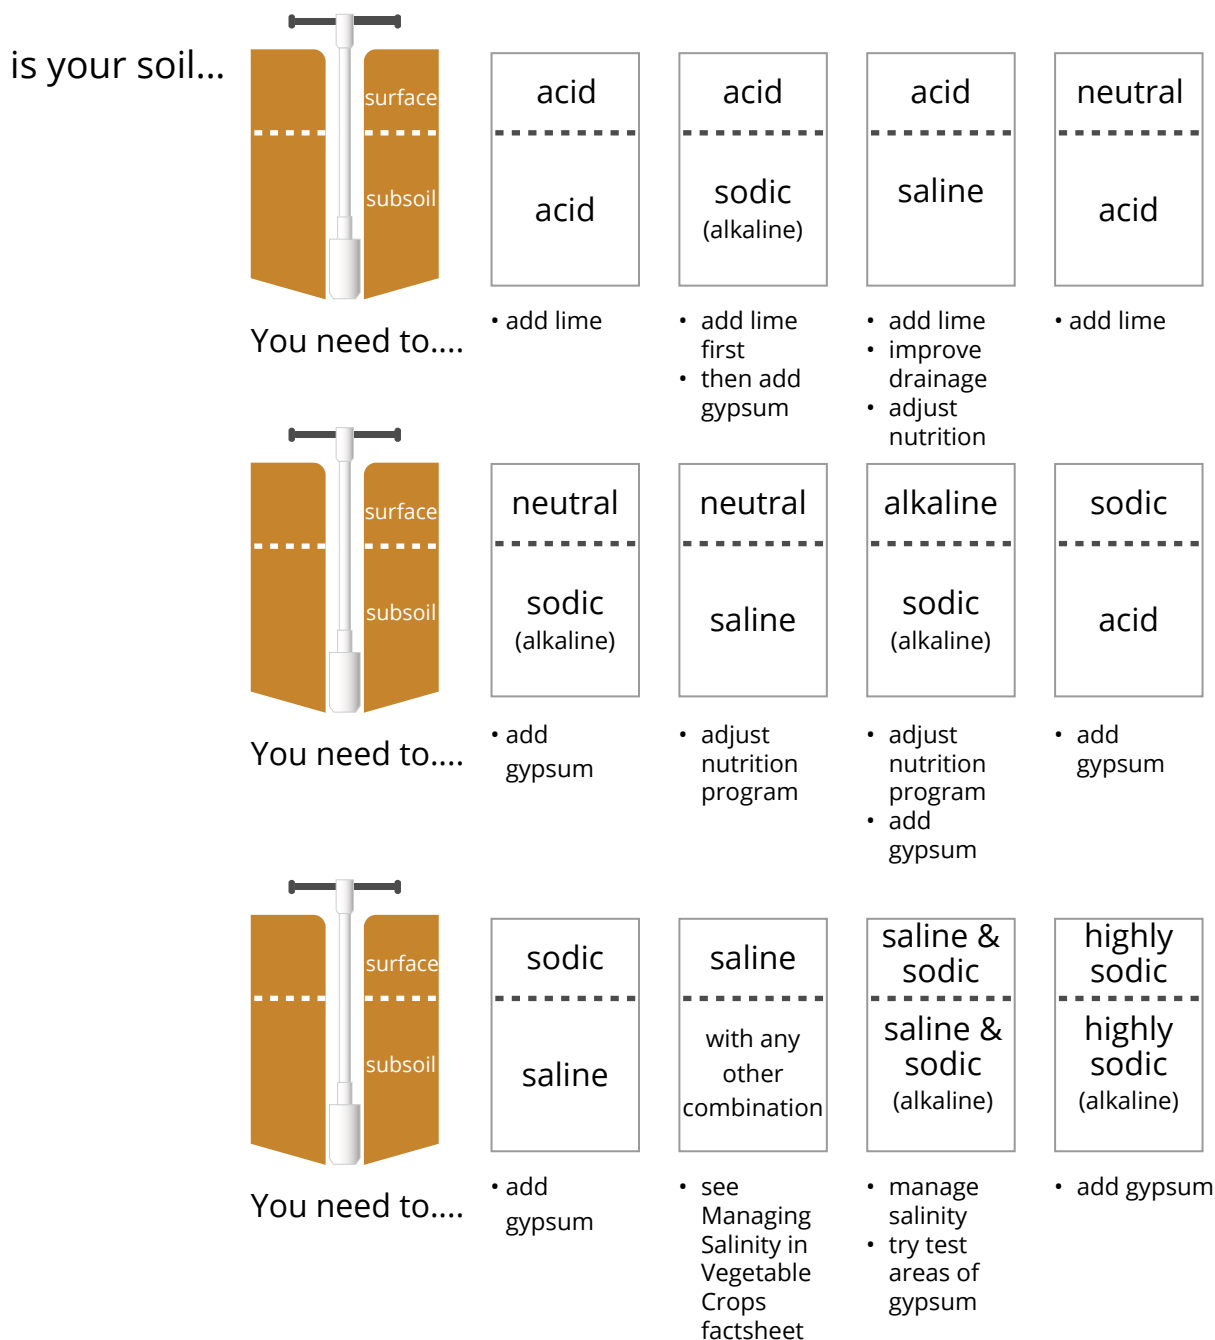 is your soil...
surface
subsoil
acid
acid
acid
sodic
(alkaline)
acid
saline
neutral
acid
You need to....
• add lime
• add lime
first
• then add
gypsum
• add lime
• improve
drainage
• adjust
nutrition
• add lime
surface
subsoil
neutral
sodic
(alkaline)
neutral
saline
alkaline
sodic
(alkaline)
sodic
acid
You need to....
• add
gypsum
• adjust
nutrition
program
• adjust
nutrition
program
• add
gypsum
• add
gypsum
surface
subsoil
sodic
saline
saline
with any
other
combination
saline &
sodic
saline &
sodic
(alkaline)
highly
sodic
highly
sodic
(alkaline)
You need to....
• add
gypsum
• see
Managing
Salinity in
Vegetable
Crops
factsheet
• manage
salinity
• try test
areas of
gypsum
• add gypsum